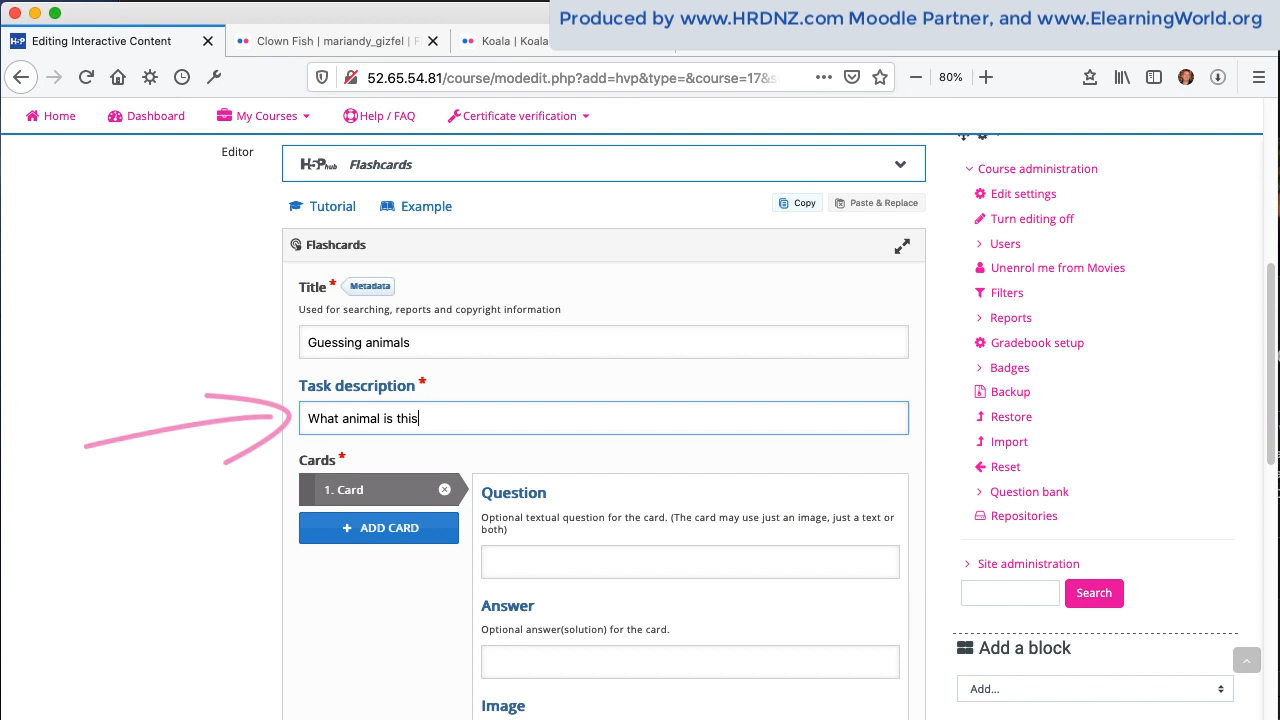 Produced by www.HRDNZ.com Moodle Partner, and www.ElearningWorld.org
H-P Editing Interactive Content
Clown Fish | mariandy_gizfel | F
Koala | Koala
52.65.54.81/course/modedit.php?add=hvp&type=&course=17&s
80%
Home
Dashboard
My Courses
Help / FAQ
Certificate verification
Editor
H5P hub Flashcards
Tutorial
Example
Copy
Paste & Replace
Flashcards
Title * Metadata
Used for searching, reports and copyright information
Guessing animals
Task description *
What animal is this
Cards *
1. Card
+ ADD CARD
Question
Optional textual question for the card. (The card may use just an image, just a text or
both)
Answer
Optional answer(solution) for the card.
Image
Course administration
Edit settings
Turn editing off
Users
Unenrol me from Movies
Filters
Reports
Gradebook setup
Badges
Backup
Restore
Import
Reset
Question bank
Repositories
Site administration
Search
Add a block
Add...